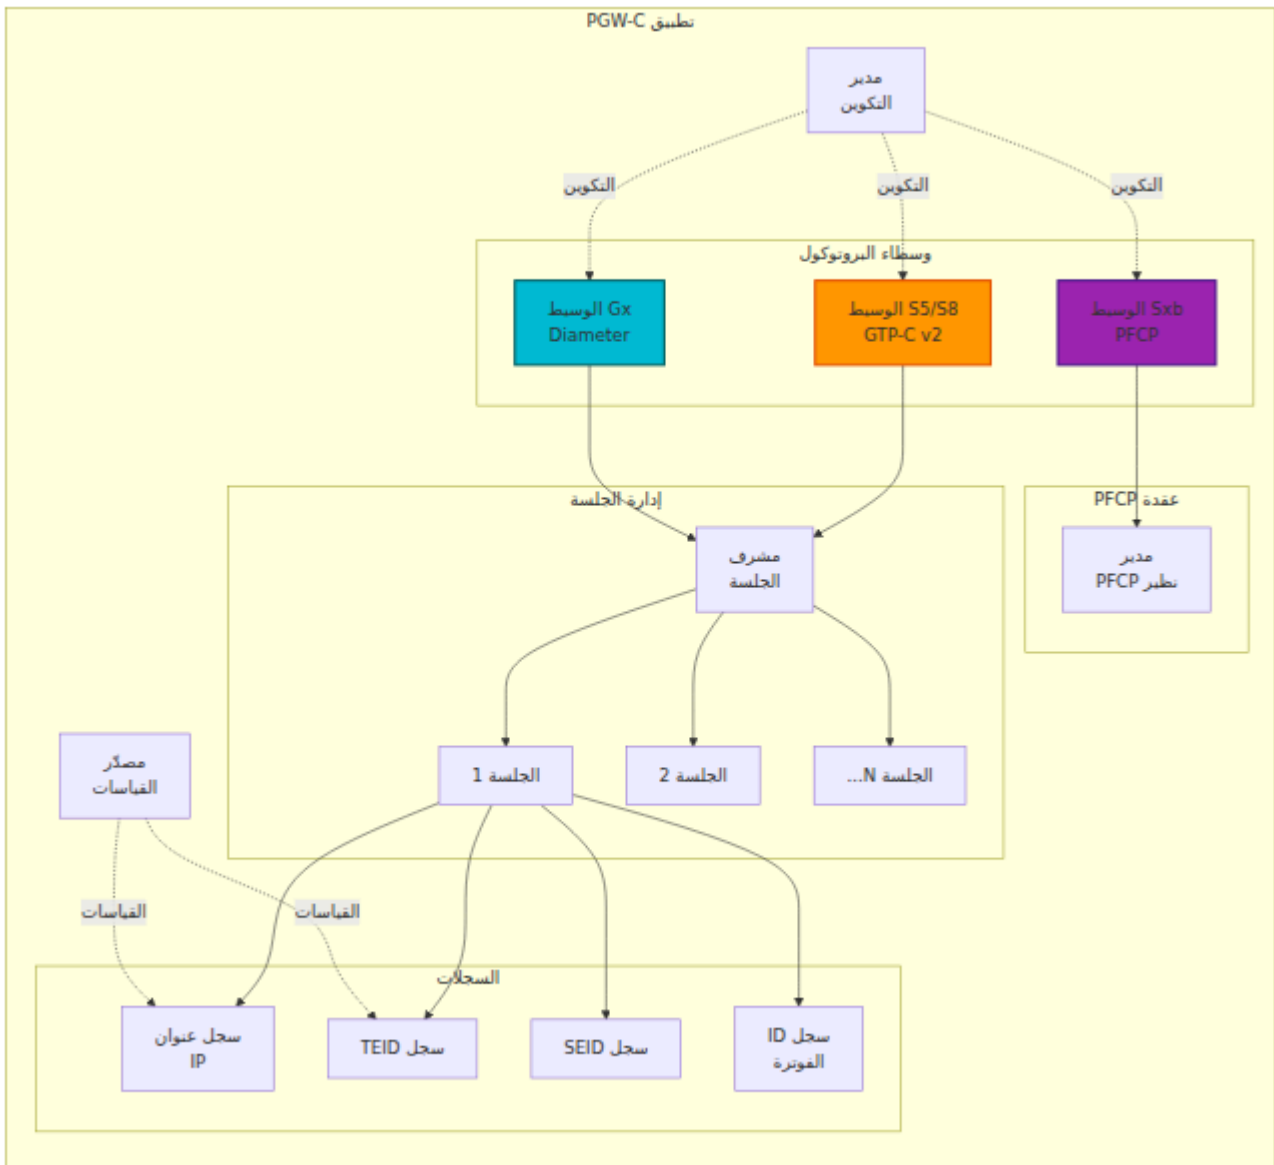 تطبيق PGW-C
مدير
التكوين
التكوين
التكوين
التكوين
وسطاء البروتوكول
الوسيط Gx
Diameter
الوسيط S5/S8
GTP-C v2
الوسيط Sxb
PFCP
إدارة الجلسة
عقدة PFCP
مشرف
الجلسة
مدير
نظير PFCP
مصدّر
القياسات
الجلسة 1
الجلسة 2
الجلسة N...
القياسات
القياسات
السجلات
سجل عنوان
IP
سجل TEID
سجل SEID
سجل ID
الفوترة